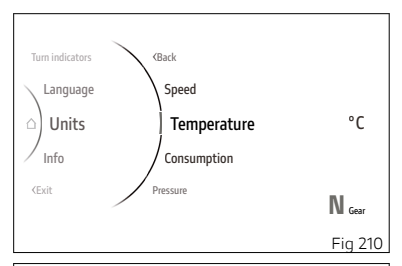 Turn indicators
Language
Units
Info
‹Exit
‹Back
Speed
Temperature °C
Consumption
Pressure
N Gear
Fig 210